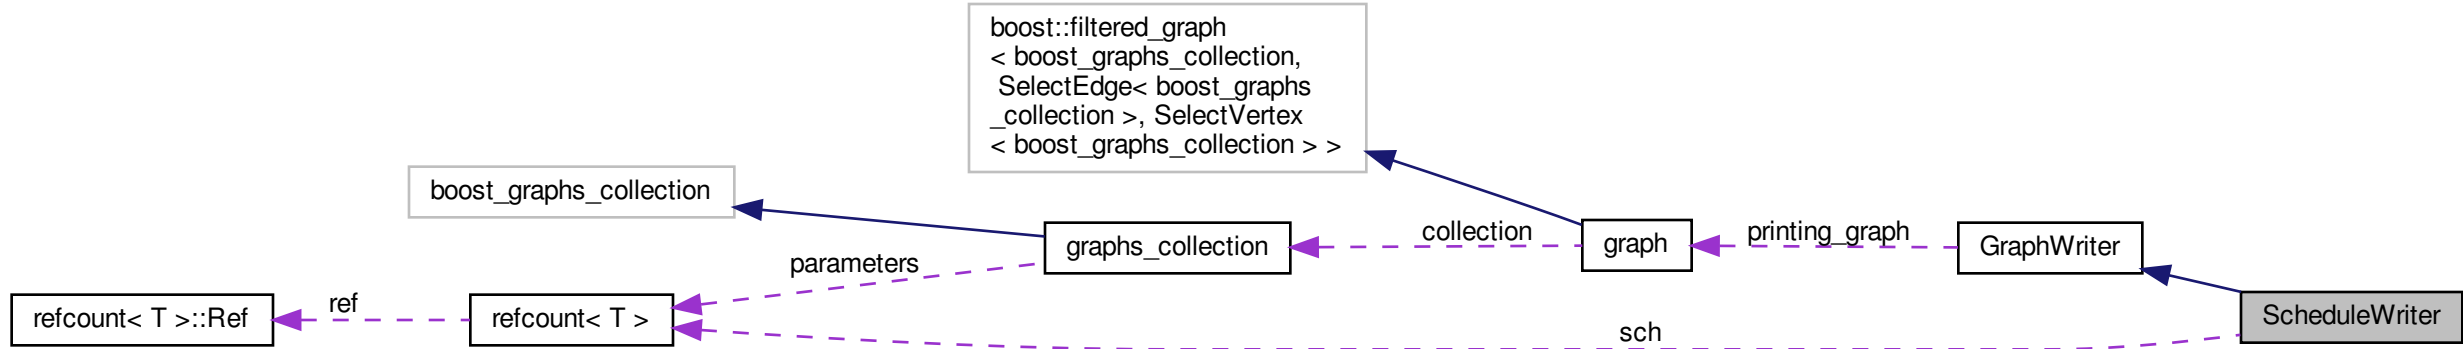 boost::filtered_graph
< boost_graphs_collection,
SelectEdge< boost_graphs
_collection >, SelectVertex
< boost_graphs_collection > >
boost_graphs_collection
graphs_collection
collection
graph
printing_graph
GraphWriter
parameters
refcount< T >::Ref
ref
refcount< T >
sch
ScheduleWriter